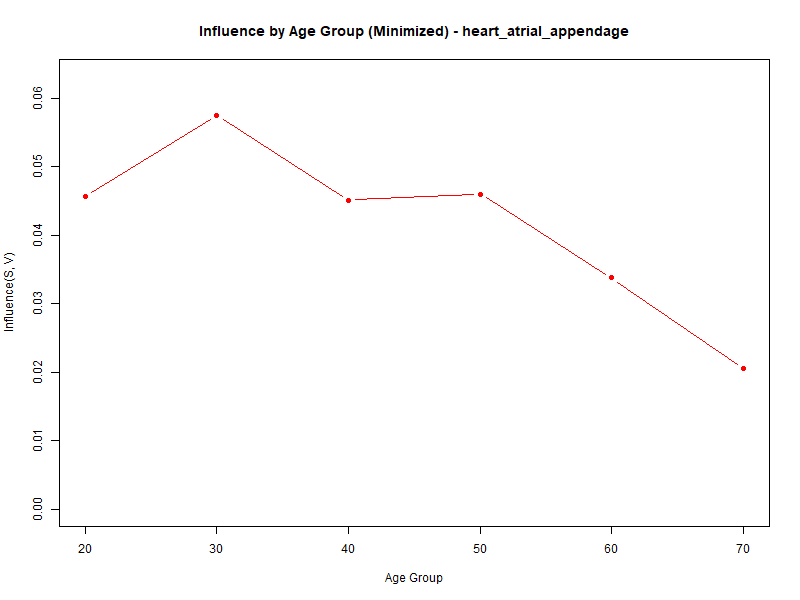 Influence by Age Group (Minimized) - heart_atrial_appendage
0.06
0.05
0.04
0.03
0.02
0.01
0.00
Influence(S, V)
20 30 40 50 60 70
Age Group